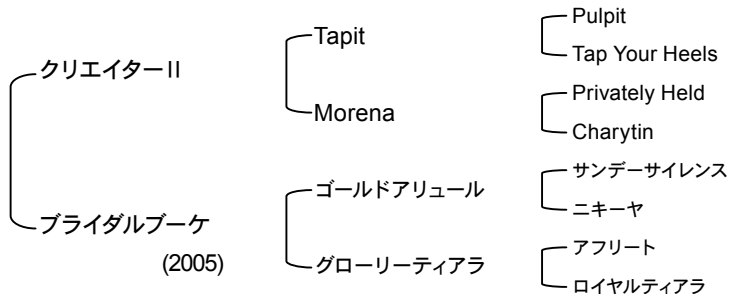 Pulpit
Tapit
Tap Your Heels
クリエイターII
Privately Held
Morena
Charytin
サンデーサイレンス
ゴールドアリュール
ニキーヤ
ブライダルブーケ
アフリート
(2005)
グローリーティアラ
ロイヤルティアラ